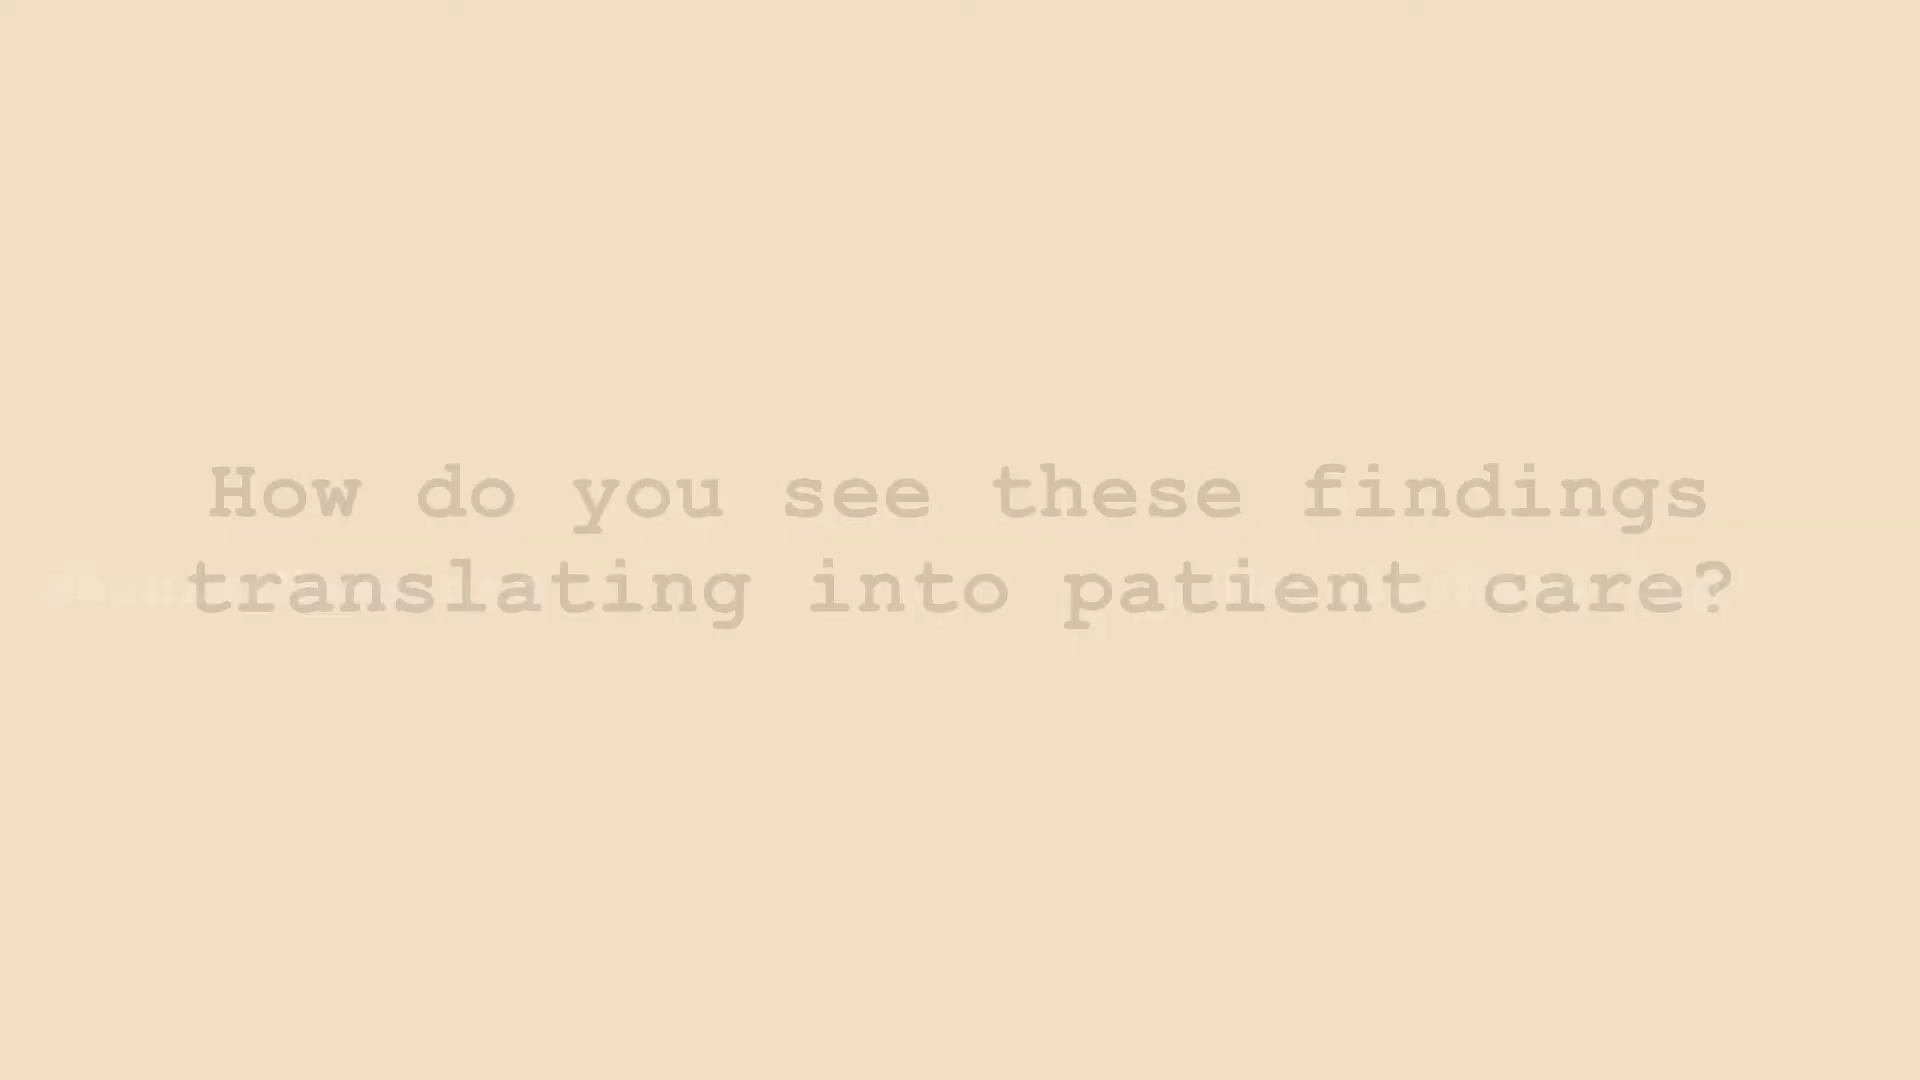 How do you see these findings
translating into patient care?